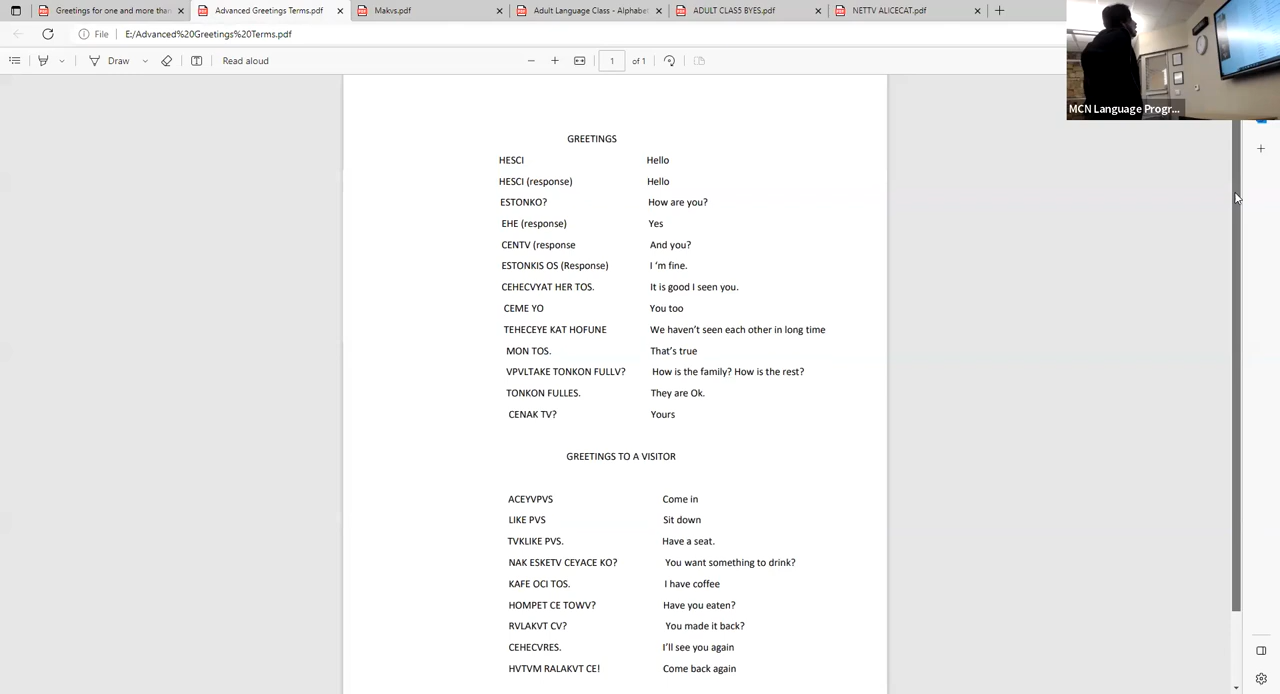 Greetings for one and more than
Advanced Greetings Terms.pdf
Makvs.pdf
Adult Language Class - Alphabet
ADULT CLAS5 BYES.pdf
NETTV ALICECAT.pdf
File E:/Advanced%20Greetings%20Terms.pdf
Draw Read aloud 1 of 1
MCN Language Progr...
GREETINGS
HESCI Hello
HESCI (response) Hello
ESTONKO? How are you?
EHE (response) Yes
CENTV (response And you?
ESTONKIS OS (Response) I ‘m fine.
CEHECVYAT HER TOS. It is good I seen you.
CEME YO You too
TEHECEYE KAT HOFUNE We haven’t seen each other in long time
MON TOS. That’s true
VPVLTAKE TONKON FULLV? How is the family? How is the rest?
TONKON FULLES. They are Ok.
CENAK TV? Yours
GREETINGS TO A VISITOR
ACEYVPVS Come in
LIKE PVS Sit down
TVKLIKE PVS. Have a seat.
NAK ESKETV CEYACE KO? You want something to drink?
KAFE OCI TOS. I have coffee
HOMPET CE TOWV? Have you eaten?
RVLAKVT CV? You made it back?
CEHECVRES. I’ll see you again
HVTVM RALAKVT CE! Come back again